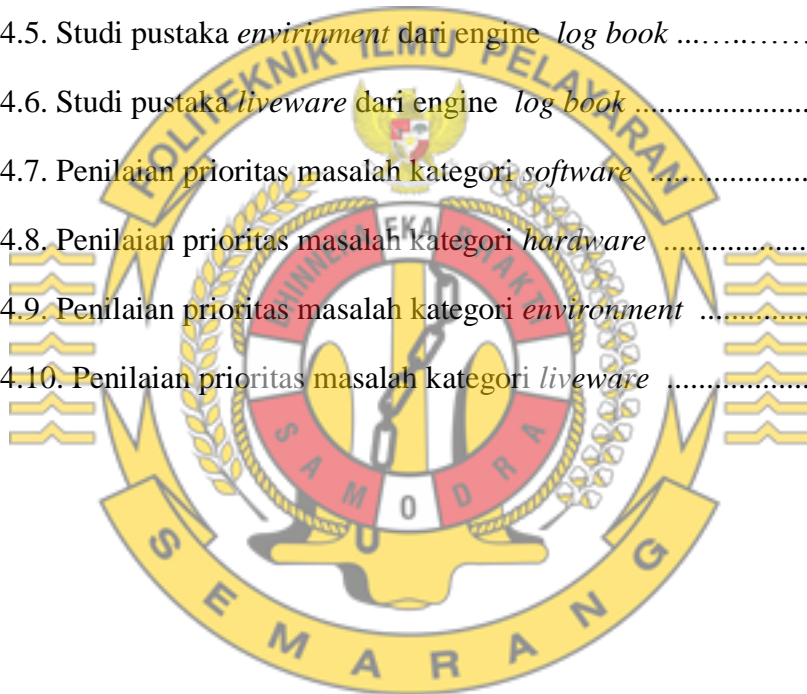 4.5. Studi pustaka envirinment dari engine log book ...…..……
4.6. Studi pustaka liveware dari engine log book ......................
4.7. Penilaian prioritas masalah kategori software ....................
4.8. Penilaian prioritas masalah kategori hardware ..................
4.9. Penilaian prioritas masalah kategori environment ..............
4.10. Penilaian prioritas masalah kategori liveware ..................
POLITEKNIK ILMU PELAYARAN
BHINNEKA EKA BHAKTI
SAMODRA
SEMARANG